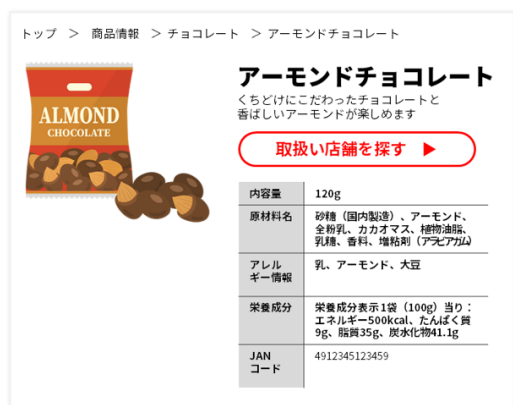 トップ ＞ 商品情報 ＞ チョコレート ＞ アーモンドチョコレート
ALMOND
CHOCOLATE
アーモンドチョコレート
くちどけにこだわったチョコレートと
香ばしいアーモンドが楽しめます
取扱い店舗を探す ▶
内容量 120g
原材料名 砂糖（国内製造）、アーモンド、
全粉乳、カカオマス、植物油脂、
乳糖、香料、増粘剤（アラビアガム）
アレル
ギー情報 乳、アーモンド、大豆
栄養成分 栄養成分表示1袋（100g）当り：
エネルギー500kcal、たんぱく質
9g、脂質35g、炭水化物41.1g
JAN
コード 4912345123459